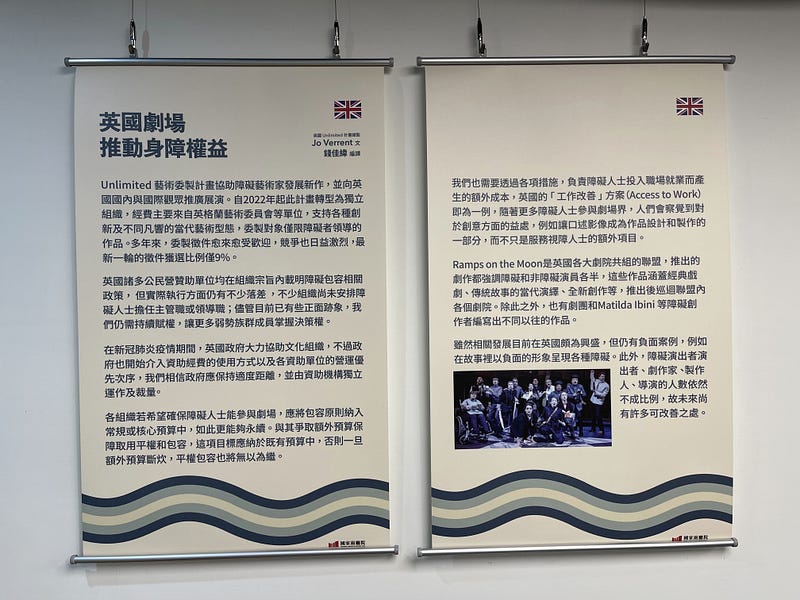 英國劇場
推動身障權益
英國 Unlimited 計畫總監
Jo Verrent 文
錢佳緯 編譯
Unlimited 藝術委製計畫協助障礙藝術家發展新作，並向英
國國內與國際觀眾推廣展演。自2022年起此計畫轉型為獨立
組織，經費主要來自英格蘭藝術委員會等單位，支持各種創
新及不同凡響的當代藝術型態，委製對象僅限障礙者領導的
作品。多年來，委製徵件愈來愈受歡迎，競爭也日益激烈，最
新一輪的徵件獲選比例僅9%。
英國諸多公民營贊助單位均在組織宗旨內載明障礙包容相關
政策，但實際執行方面仍有不少落差，不少組織尚未安排障
礙人士擔任主管職或領導職；儘管目前已有些正面跡象，我
們仍需持續賦權，讓更多弱勢族群成員掌握決策權。
在新冠肺炎疫情期間，英國政府大力協助文化組織，不過政
府也開始介入資助經費的使用方式以及各資助單位的營運優
先次序，我們相信政府應保持適度距離，並由資助機構獨立
運作及裁量。
各組織若希望確保障礙人士能參與劇場，應將包容原則納入
常規或核心預算中，如此更能夠永續。與其爭取額外預算保
障取用平權和包容，這項目標應納於既有預算中，否則一旦
額外預算斷炊，平權包容也將無以為繼。
國家兩廳院
我們也需要透過各項措施，負責障礙人士投入職場就業而產
生的額外成本，英國的「工作改善」方案（Access to Work）
即為一例，隨著更多障礙人士參與劇場界，人們會察覺到對
於創意方面的益處，例如讓口述影像成為作品設計和製作的
一部分，而不只是服務視障人士的額外項目。
Ramps on the Moon是英國各大劇院共組的聯盟，推出的
劇作都強調障礙和非障礙演員各半，這些作品涵蓋經典戲
劇、傳統故事的當代演繹、全新創作等，推出後巡迴聯盟內
各個劇院。除此之外，也有劇團和Matilda Ibini 等障礙創
作者編寫出不同以往的作品。
雖然相關發展目前在英國頗為興盛，但仍有負面案例，例如
在故事裡以負面的形象呈現各種障礙。此外，障礙演出者演
出者、劇作家、製作
人、導演的人數依然
不成比例，故未來尚
有許多可改善之處。
國家兩廳院